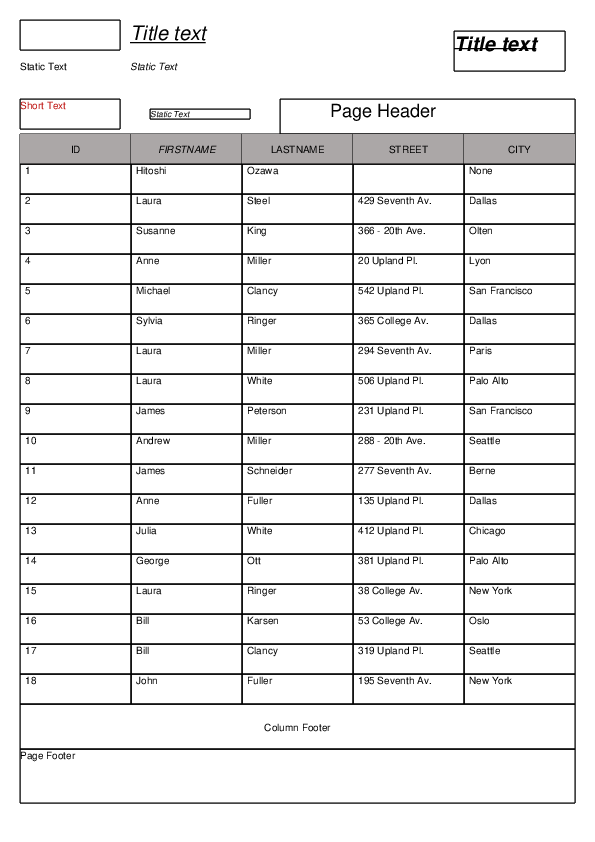 Title text
Title text
Static Text Static Text
Short Text Static Text Page Header
ID FIRSTNAME LASTNAME STREET CITY
1 Hitoshi Ozawa None
2 Laura Steel 429 Seventh Av. Dallas
3 Susanne King 366 - 20th Ave. Olten
4 Anne Miller 20 Upland Pl. Lyon
5 Michael Clancy 542 Upland Pl. San Francisco
6 Sylvia Ringer 365 College Av. Dallas
7 Laura Miller 294 Seventh Av. Paris
8 Laura White 506 Upland Pl. Palo Alto
9 James Peterson 231 Upland Pl. San Francisco
10 Andrew Miller 288 - 20th Ave. Seattle
11 James Schneider 277 Seventh Av. Berne
12 Anne Fuller 135 Upland Pl. Dallas
13 Julia White 412 Upland Pl. Chicago
14 George Ott 381 Upland Pl. Palo Alto
15 Laura Ringer 38 College Av. New York
16 Bill Karsen 53 College Av. Oslo
17 Bill Clancy 319 Upland Pl. Seattle
18 John Fuller 195 Seventh Av. New York
Column Footer
Page Footer